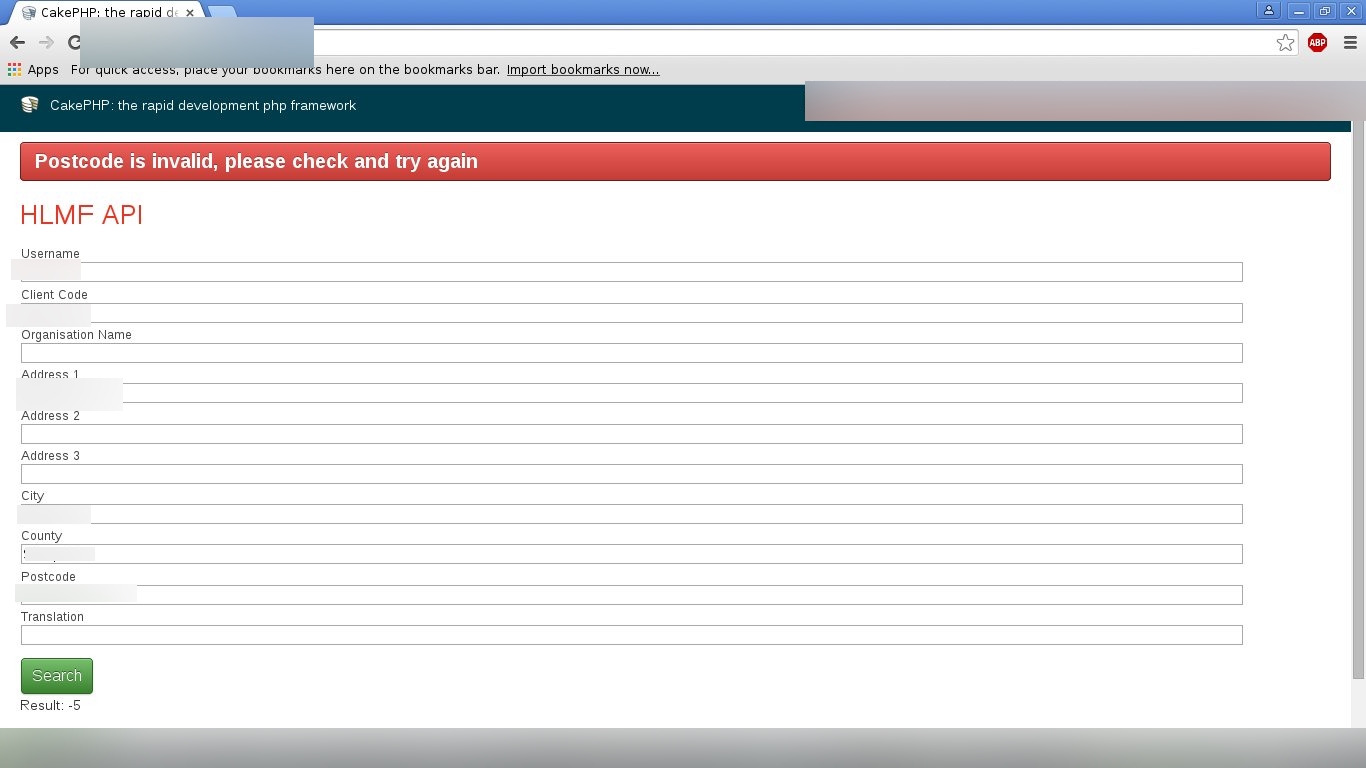 CakePHP: the rapid de
Apps For quick access, place your bookmarks here on the bookmarks bar. Import bookmarks now...
ABP
CakePHP: the rapid development php framework
Postcode is invalid, please check and try again
HLMF API
Username
Client Code
Organisation Name
Address 1
Address 2
Address 3
City
County
Postcode
Translation
Search
Result: -5